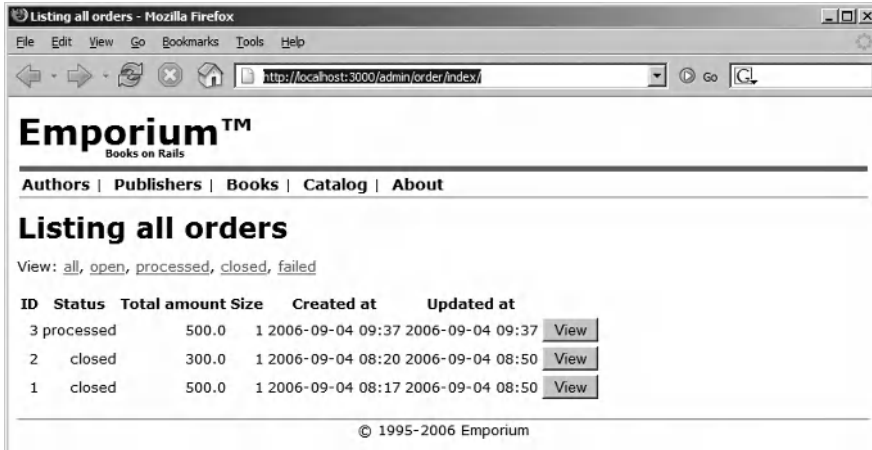 Listing all orders - Mozilla Firefox
File Edit View Go Bookmarks Tools Help
http://localhost:3000/admin/order/index/ Go G
Emporium™
Books on Rails
Authors | Publishers | Books | Catalog | About
Listing all orders
View: all, open, processed, closed, failed
ID Status Total amount Size Created at Updated at
3 processed 500.0 1 2006-09-04 09:37 2006-09-04 09:37 View
2 closed 300.0 1 2006-09-04 08:20 2006-09-04 08:50 View
1 closed 500.0 1 2006-09-04 08:17 2006-09-04 08:50 View
© 1995-2006 Emporium